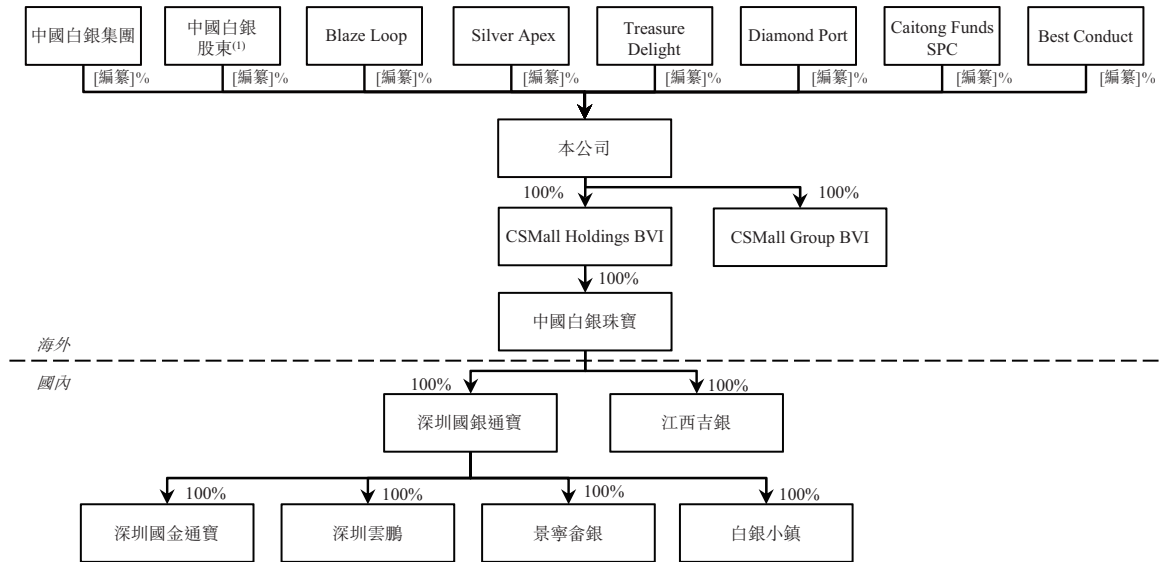 中國白銀集團
中國白銀
股東(1)
Blaze Loop
Silver Apex
Treasure
Delight
Diamond Port
Caitong Funds
SPC
Best Conduct
[編纂]%
[編纂]%
[編纂]%
[編纂]%
[編纂]%
[編纂]%
[編纂]%
[編纂]%
本公司
100%
100%
CSMall Holdings BVI
CSMall Group BVI
100%
中國白銀珠寶
海外
國內
100%
100%
深圳國銀通寶
江西吉銀
100%
100%
100%
100%
深圳國金通寶
深圳雲鵬
景寧畲銀
白銀小鎮